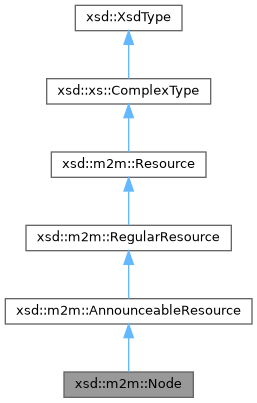 xsd::XsdType
xsd::xs::ComplexType
xsd::m2m::Resource
xsd::m2m::RegularResource
xsd::m2m::AnnounceableResource
xsd::m2m::Node